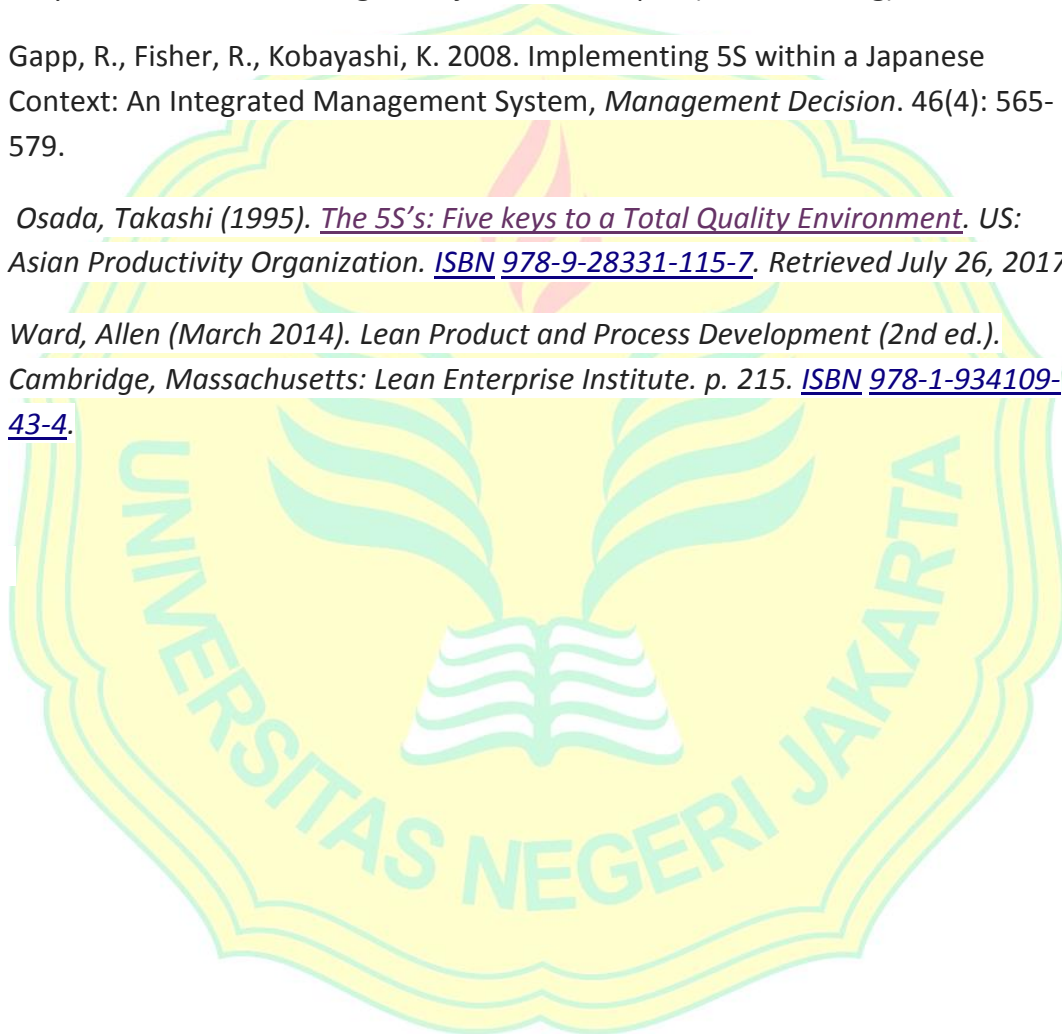 Gapp, R., Fisher, R., Kobayashi, K. 2008. Implementing 5S within a Japanese
Context: An Integrated Management System, Management Decision. 46(4): 565-
579.
Osada, Takashi (1995). The 5S’s: Five keys to a Total Quality Environment. US:
Asian Productivity Organization. ISBN 978-9-28331-115-7. Retrieved July 26, 2017
Ward, Allen (March 2014). Lean Product and Process Development (2nd ed.).
Cambridge, Massachusetts: Lean Enterprise Institute. p. 215. ISBN 978-1-934109-
43-4.
UNIVERSITAS NEGERI JAKARTA